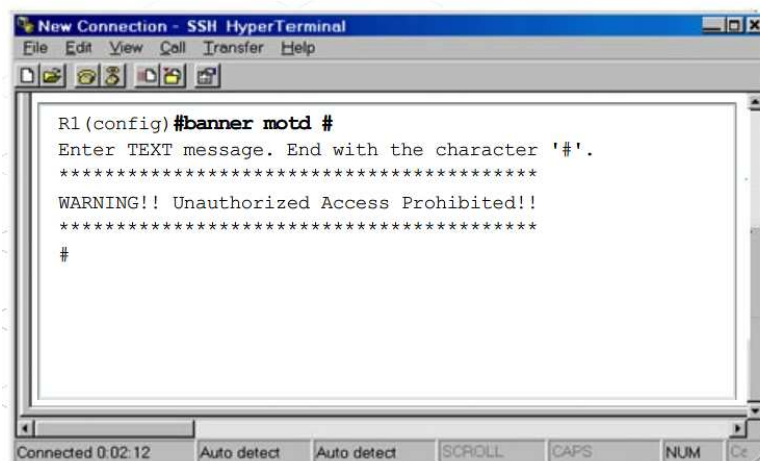 New Connection - SSH HyperTerminal
File Edit View Call Transfer Help
R1(config)#banner motd #
Enter TEXT message. End with the character '#'.
******************************************
WARNING!! Unauthorized Access Prohibited!!
******************************************
#
Connected 0:02:12 Auto detect Auto detect SCROLL CAPS NUM